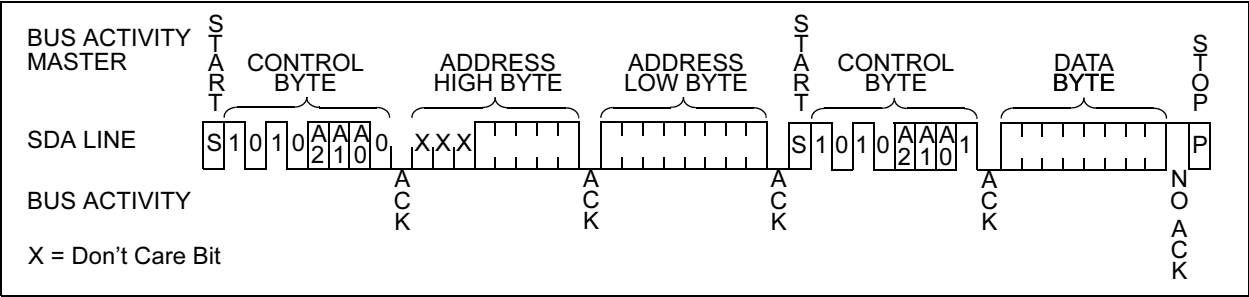 BUS ACTIVITY
MASTER
START
CONTROL
BYTE
ADDRESS
HIGH BYTE
ADDRESS
LOW BYTE
START
CONTROL
BYTE
DATA
BYTE
STOP
SDA LINE
S 1 0 1 0 A2 A1 A0 0 X X X S 1 0 1 0 A2 A1 A0 1 P
BUS ACTIVITY
ACK
ACK
ACK
ACK
NO ACK
X = Don't Care Bit